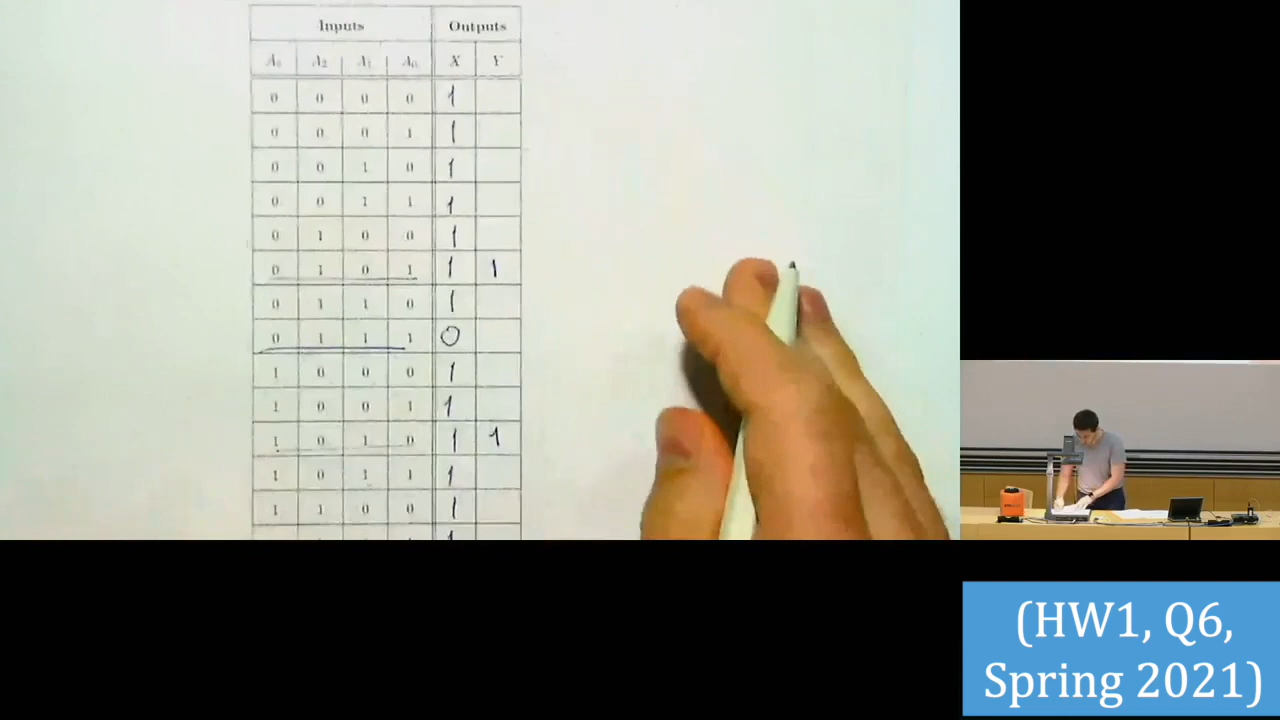 Inputs Outputs
A₃ A₂ A₁ A₀ X Y
0 0 0 0 1
0 0 0 1 1
0 0 1 0 1
0 0 1 1 1
0 1 0 0 1
0 1 0 1 1 1
0 1 1 0 1
0 1 1 1 0
1 0 0 0 1
1 0 0 1 1
1 0 1 0 1 1
1 0 1 1 1
1 1 0 0 1
(HW1, Q6,
Spring 2021)